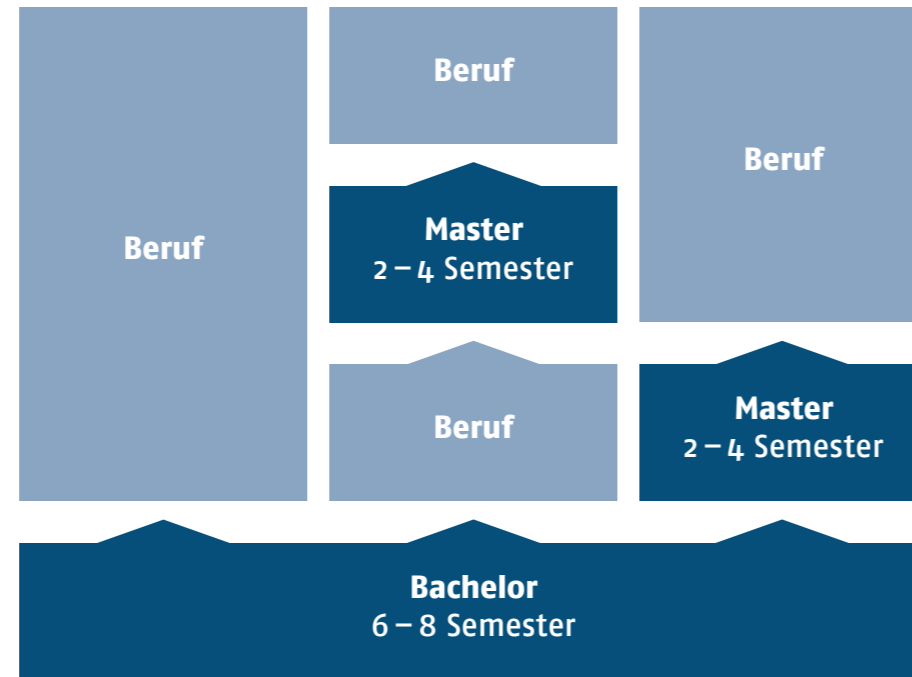 Beruf
Beruf
Beruf
Master
2 – 4 Semester
Beruf
Master
2 – 4 Semester
Bachelor
6 – 8 Semester